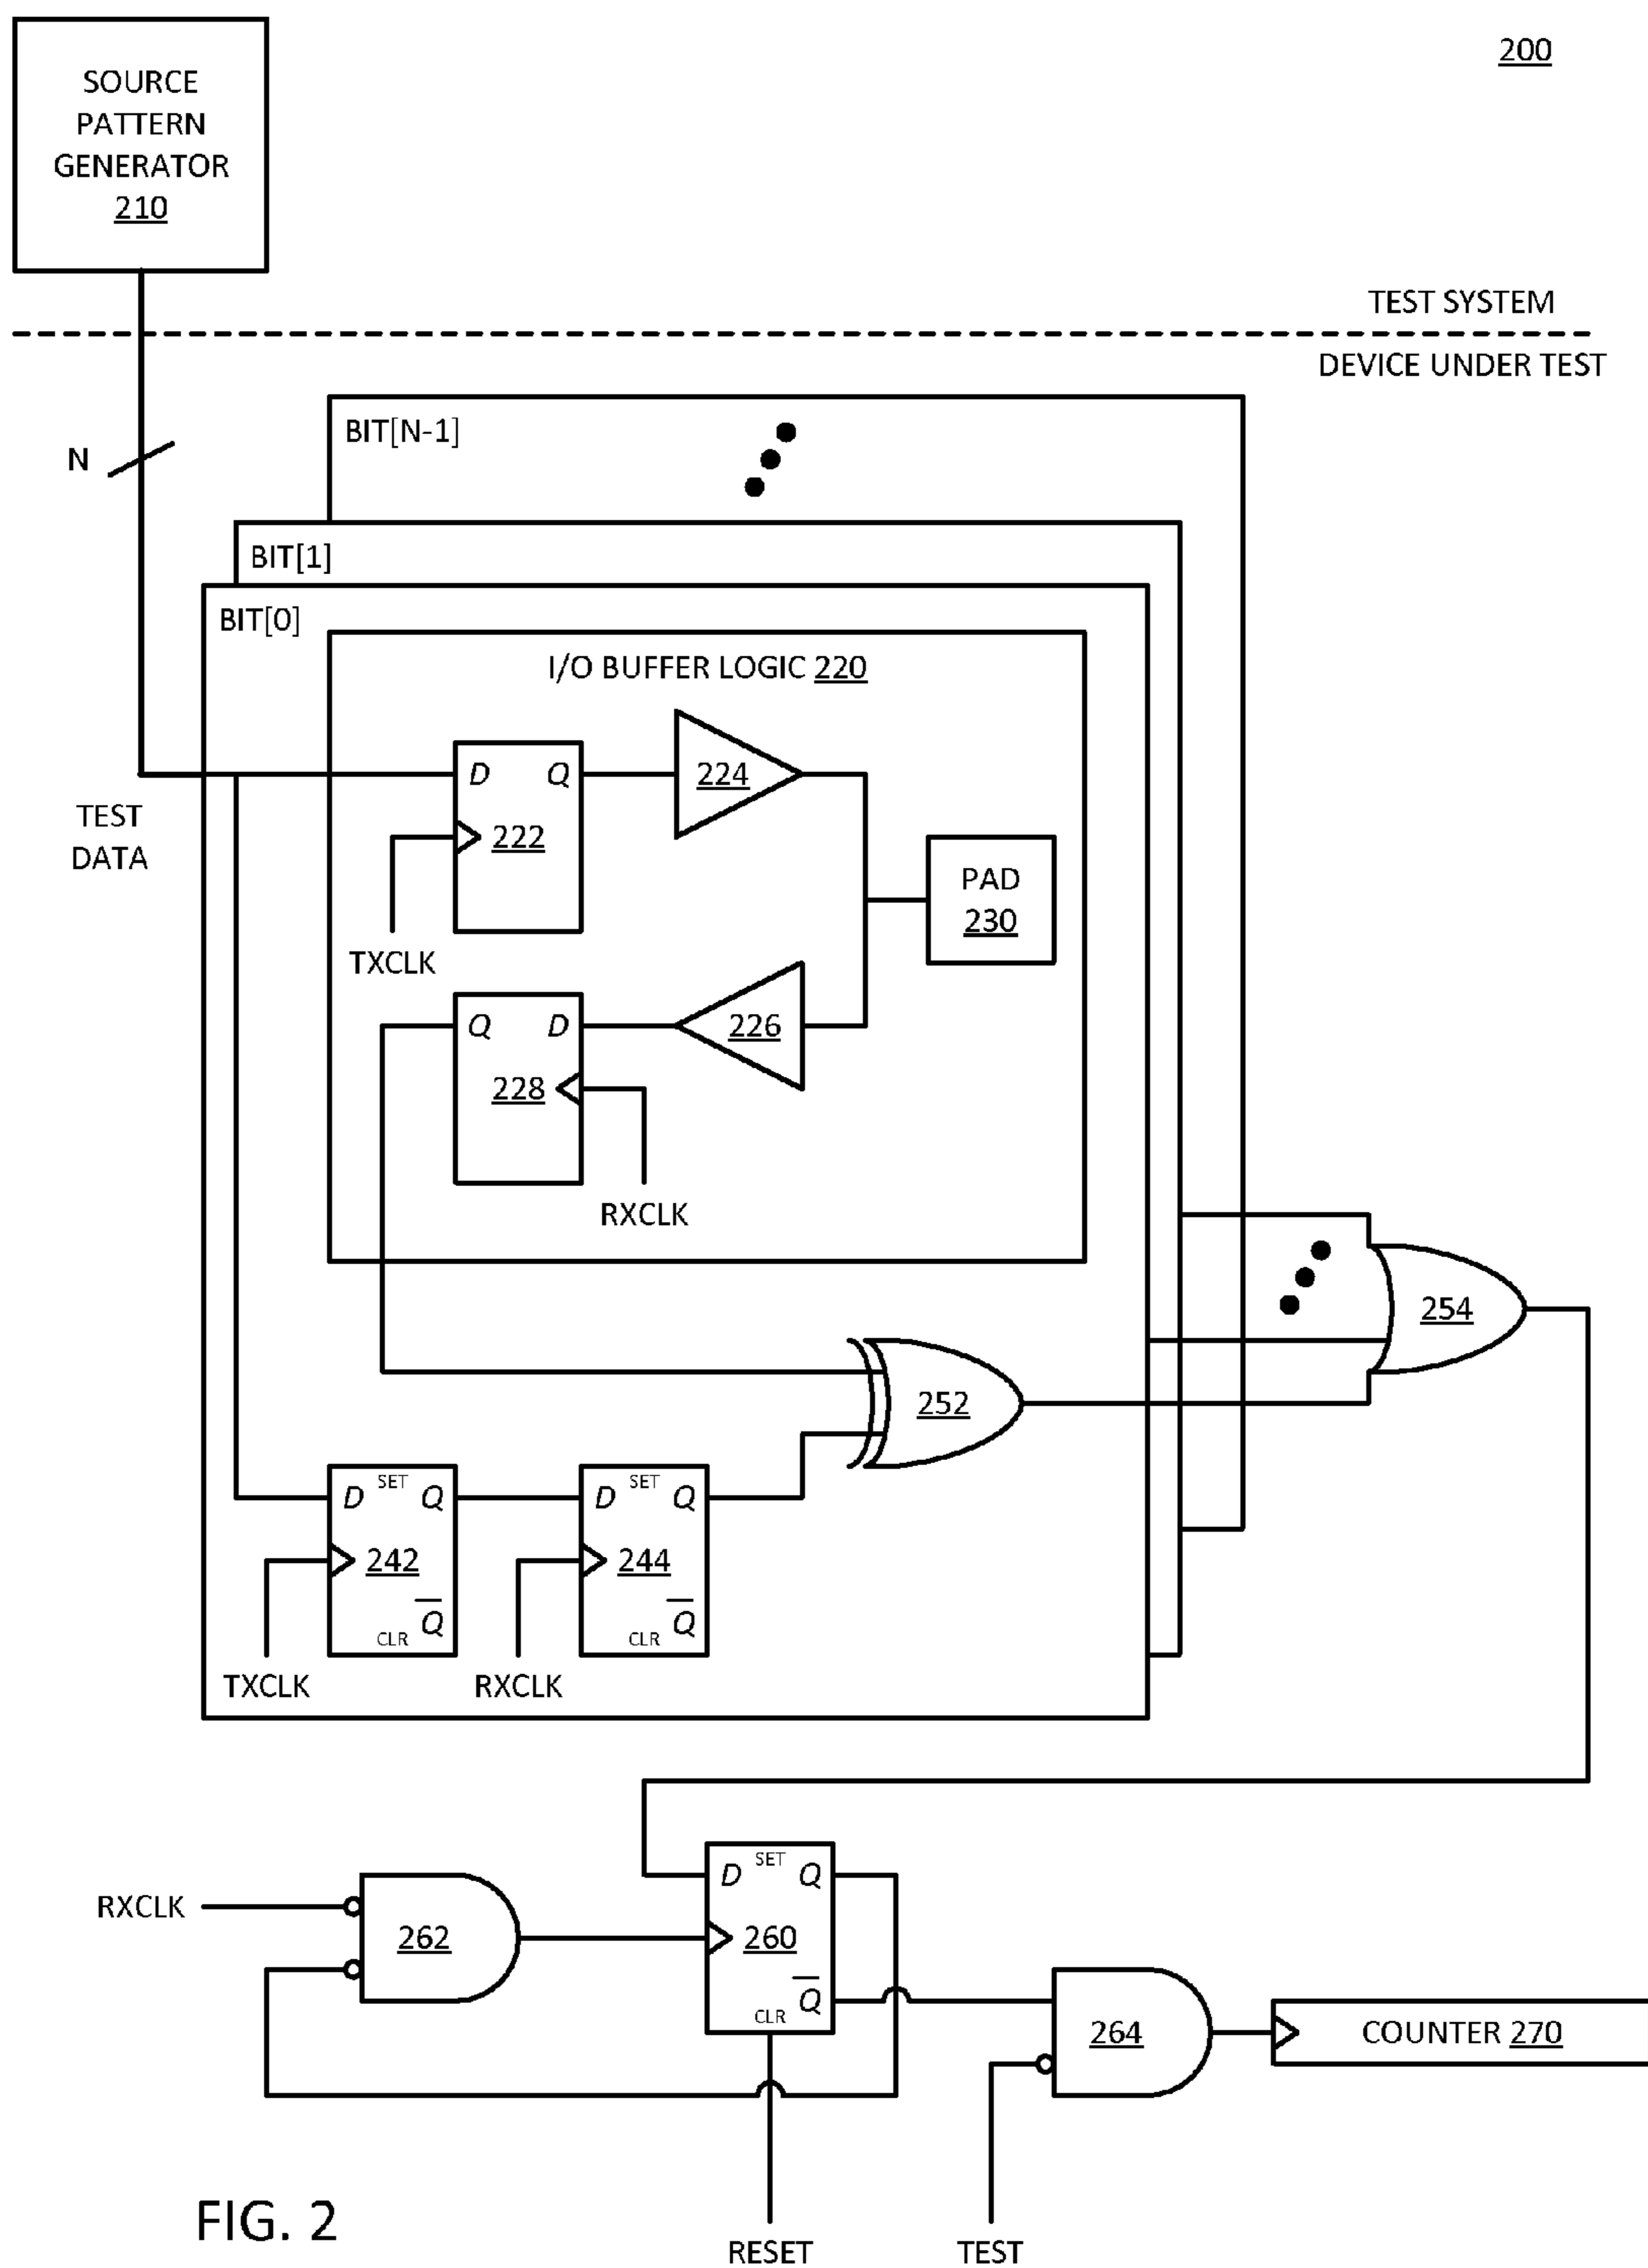 200
SOURCE
PATTERN
GENERATOR
210
TEST SYSTEM
DEVICE UNDER TEST
N
BIT[N-1]
BIT[1]
BIT[0]
I/O BUFFER LOGIC 220
D Q
222
224
TXCLK
TEST
DATA
PAD
230
Q D
228
226
RXCLK
254
252
D SET Q
242
Q
CLR
TXCLK
D SET Q
244
Q
CLR
RXCLK
RXCLK
262
D SET Q
260
Q
CLR
264
COUNTER 270
RESET
TEST
FIG. 2